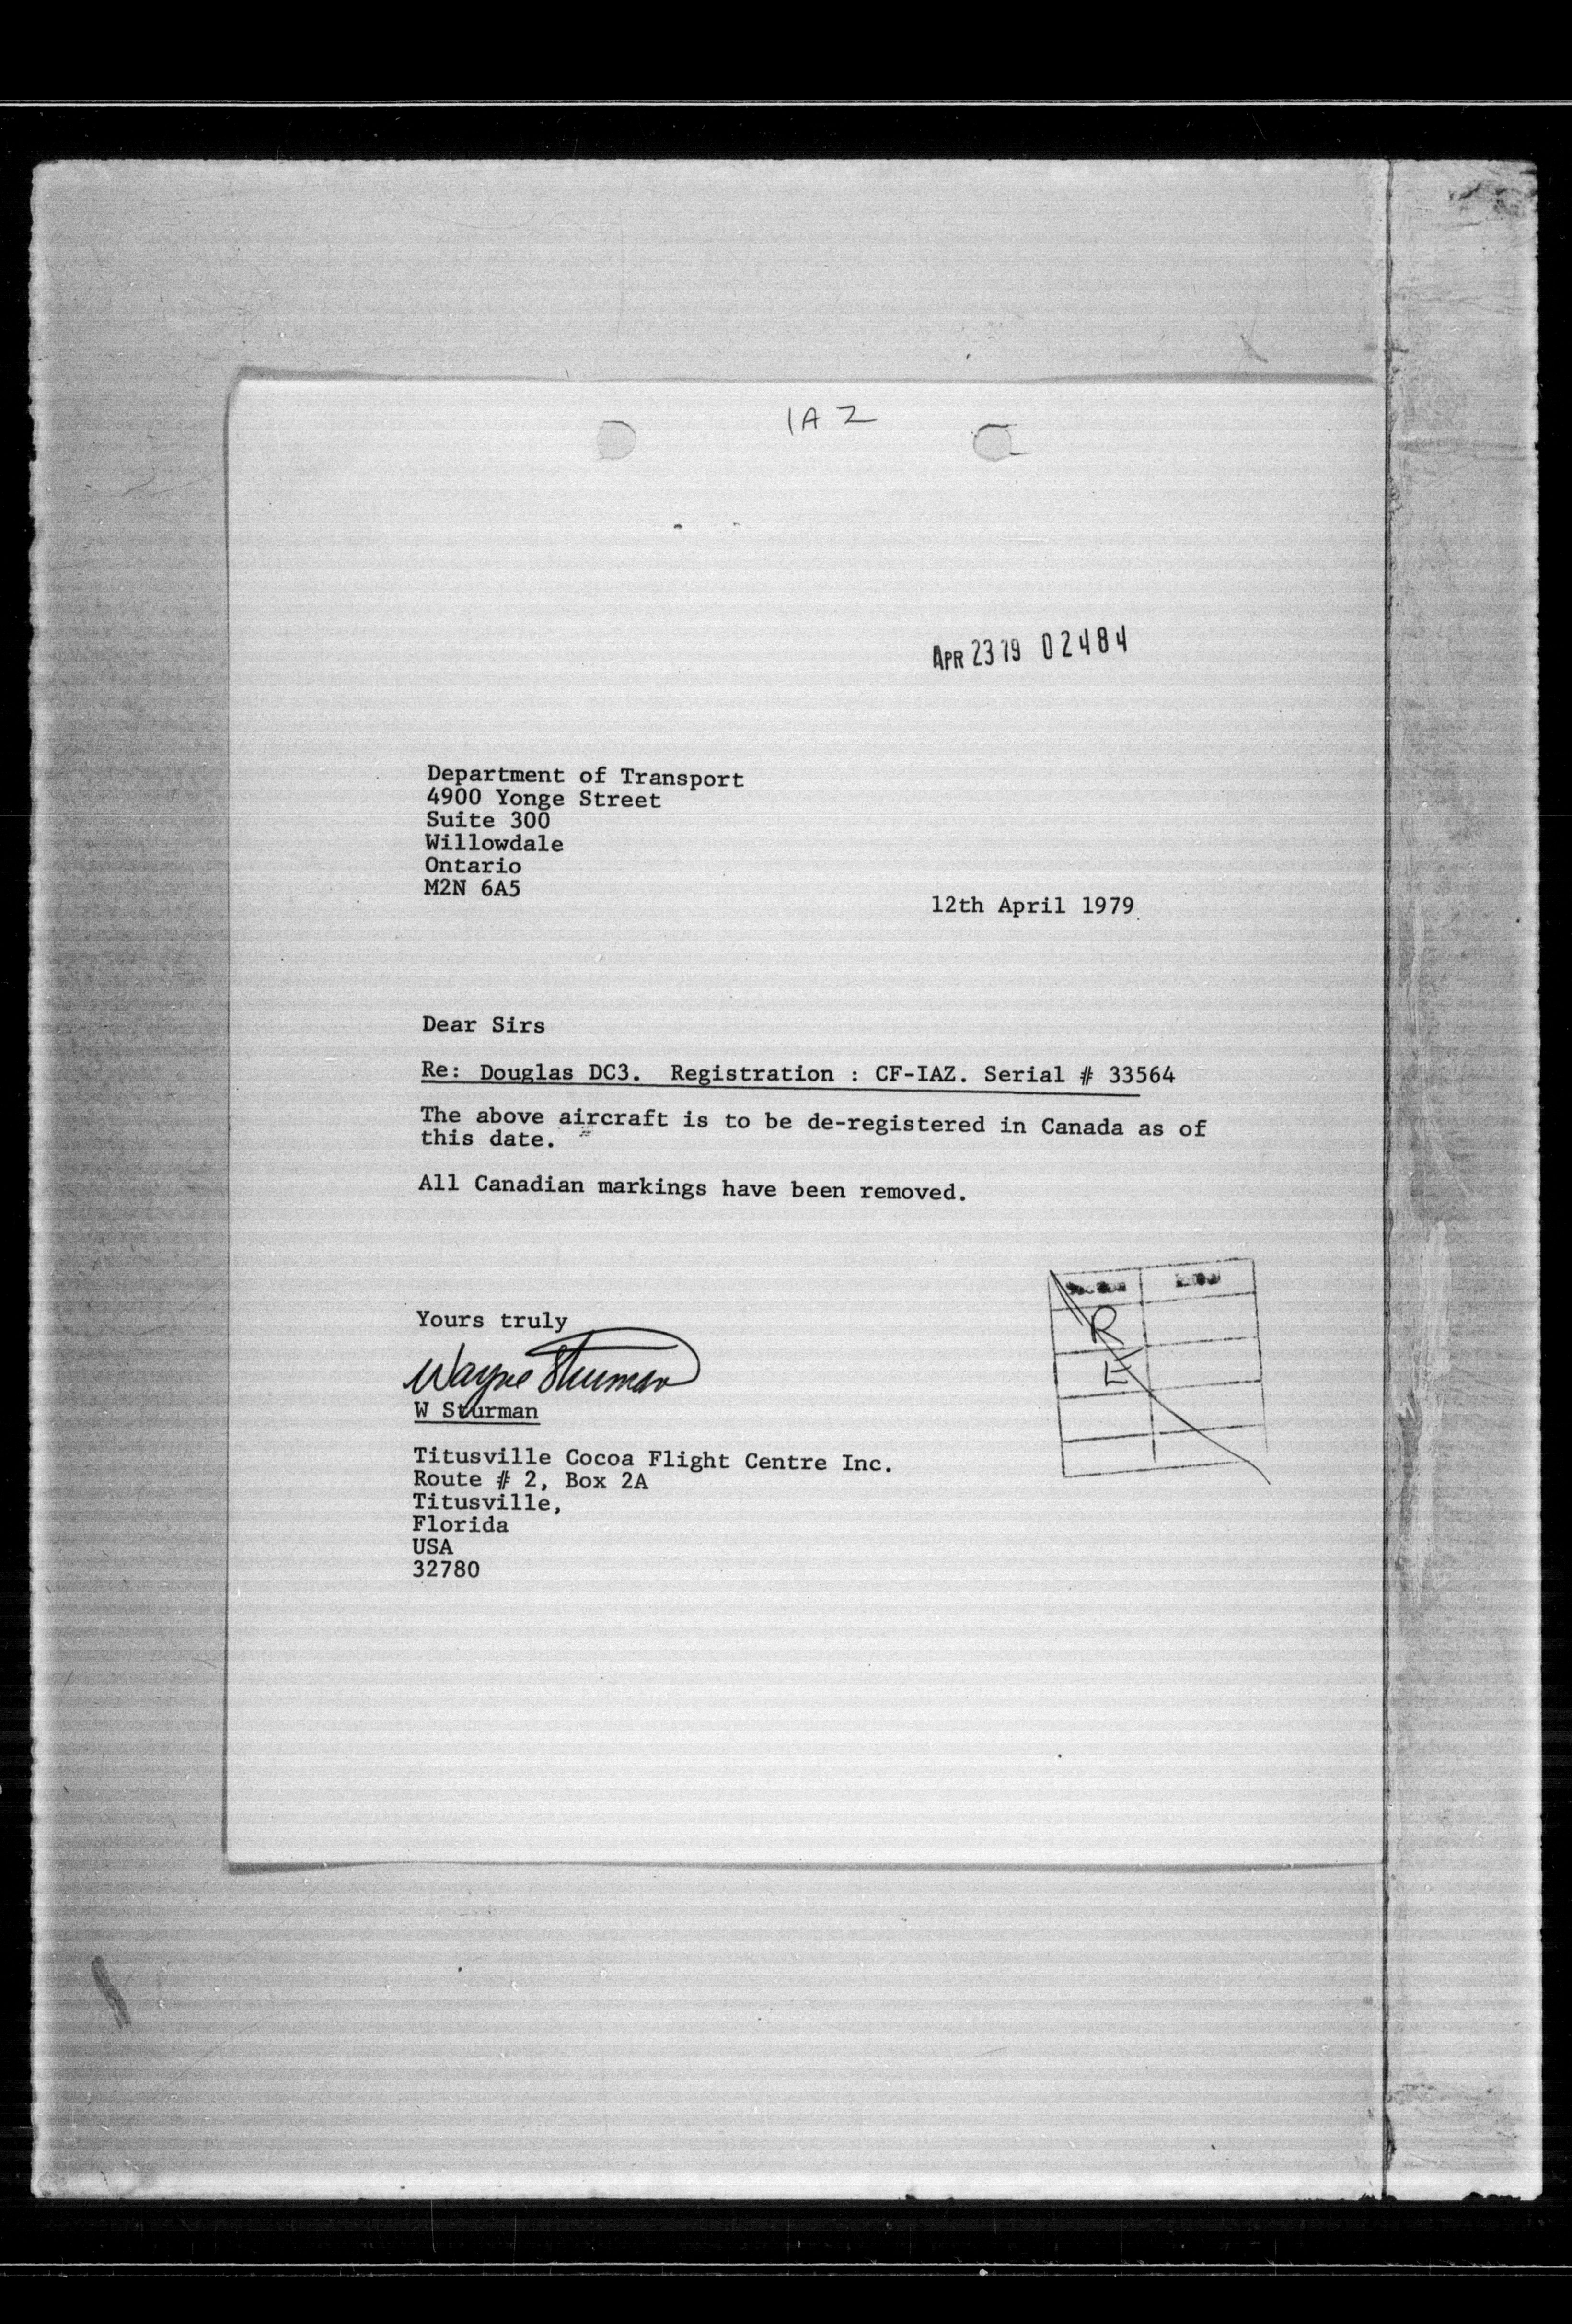 IAZ
APR 23 79 02484
Department of Transport
4900 Yonge Street
Suite 300
Willowdale
Ontario
M2N 6A5
12th April 1979
Dear Sirs
Re: Douglas DC3. Registration : CF-IAZ. Serial # 33564
The above aircraft is to be de-registered in Canada as of
this date.
All Canadian markings have been removed.
Yours truly
Wayne Sturman
W Sturman
R
E
Titusville Cocoa Flight Centre Inc.
Route # 2, Box 2A
Titusville,
Florida
USA
32780